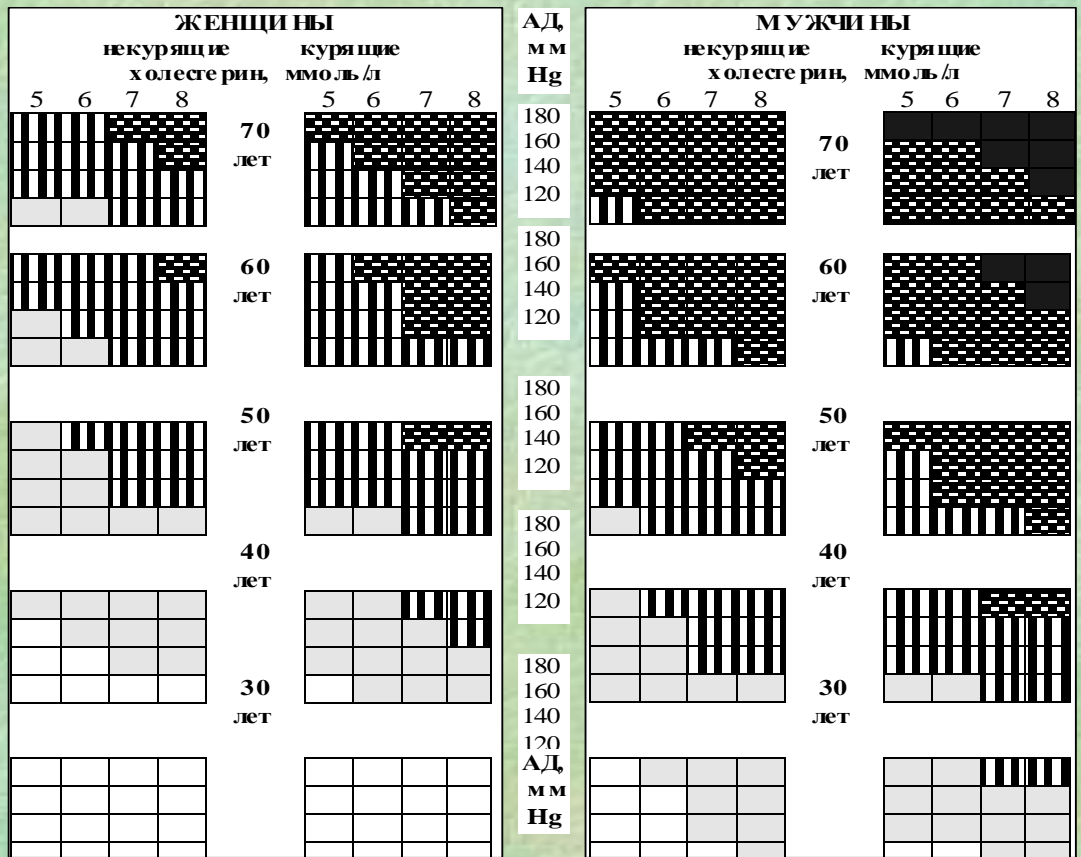 ЖЕНЩИНЫ
некурящие курящие
холестерин, ммоль/л
5 6 7 8 5 6 7 8
70
лет
60
лет
50
лет
40
лет
30
лет
АД,
мм
Hg
180
160
140
120
180
160
140
120
180
160
140
120
180
160
140
120
180
160
140
120
АД,
мм
Hg
МУЖЧИНЫ
некурящие курящие
холестерин, ммоль/л
5 6 7 8 5 6 7 8
70
лет
60
лет
50
лет
40
лет
30
лет